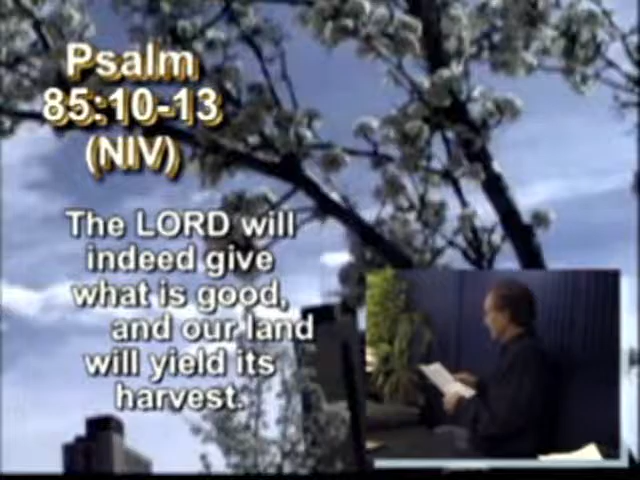 Psalm
85:10-13
(NIV)
The LORD will
indeed give
what is good,
and our land
will yield its
harvest.